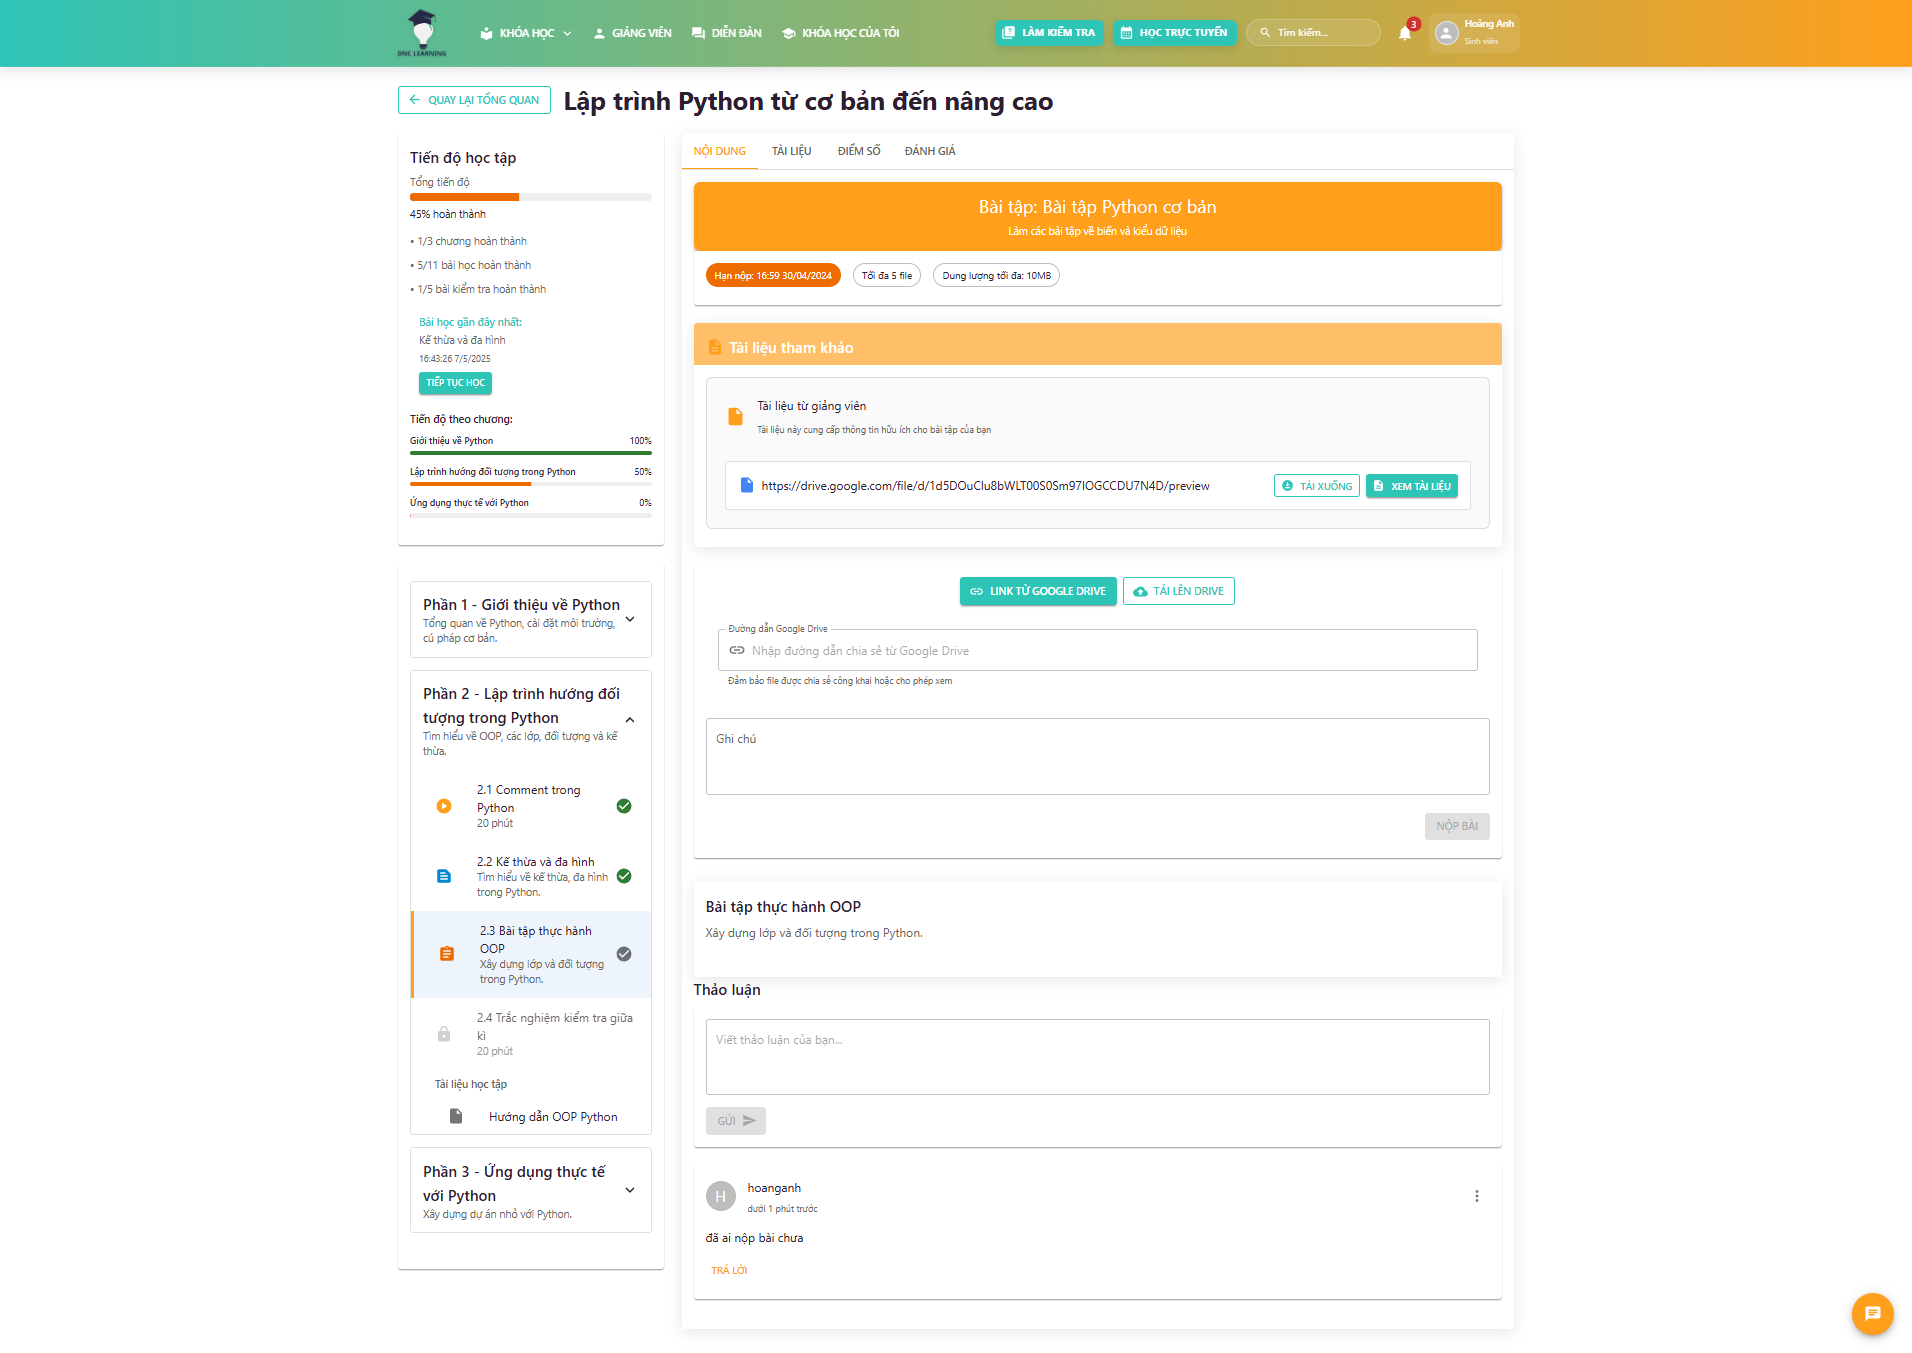 DNC LEARNING
KHÓA HỌC
GIẢNG VIÊN
DIỄN ĐÀN
KHÓA HỌC CỦA TÔI
LÀM KIỂM TRA
HỌC TRỰC TUYẾN
Tìm kiếm...
3
Hoàng Anh
Sinh viên
QUAY LẠI TỔNG QUAN
Lập trình Python từ cơ bản đến nâng cao
Tiến độ học tập
Tổng tiến độ
45% hoàn thành
• 1/3 chương hoàn thành
• 5/11 bài học hoàn thành
• 1/5 bài kiểm tra hoàn thành
Bài học gần đây nhất:
Kế thừa và đa hình
16:43:26 7/5/2025
TIẾP TỤC HỌC
Tiến độ theo chương:
Giới thiệu về Python 100%
Lập trình hướng đối tượng trong Python 50%
Ứng dụng thực tế với Python 0%
Phần 1 - Giới thiệu về Python
Tổng quan về Python, cài đặt môi trường,
cú pháp cơ bản.
Phần 2 - Lập trình hướng đối
tượng trong Python
Tìm hiểu về OOP, các lớp, đối tượng và kế
thừa.
2.1 Comment trong
Python
20 phút
2.2 Kế thừa và đa hình
Tìm hiểu về kế thừa, đa hình
trong Python.
2.3 Bài tập thực hành
OOP
Xây dựng lớp và đối tượng
trong Python.
2.4 Trắc nghiệm kiểm tra giữa
kì
20 phút
Tài liệu học tập
Hướng dẫn OOP Python
Phần 3 - Ứng dụng thực tế
với Python
Xây dựng dự án nhỏ với Python.
NỘI DUNG
TÀI LIỆU
ĐIỂM SỐ
ĐÁNH GIÁ
Bài tập: Bài tập Python cơ bản
Làm các bài tập về biến và kiểu dữ liệu
Hạn nộp: 16:59 30/04/2024
Tối đa 5 file
Dung lượng tối đa: 10MB
Tài liệu tham khảo
Tài liệu từ giảng viên
Tài liệu này cung cấp thông tin hữu ích cho bài tập của bạn
https://drive.google.com/file/d/1d5DOuClu8bWLT00S0Sm97lOGCCDU7N4D/preview
TẢI XUỐNG
XEM TÀI LIỆU
LINK TỪ GOOGLE DRIVE
TẢI LÊN DRIVE
Đường dẫn Google Drive
Nhập đường dẫn chia sẻ từ Google Drive
Đảm bảo file được chia sẻ công khai hoặc cho phép xem
Ghi chú
NỘP BÀI
Bài tập thực hành OOP
Xây dựng lớp và đối tượng trong Python.
Thảo luận
Viết thảo luận của bạn...
GỬI
H
hoanganh
dưới 1 phút trước
đã ai nộp bài chưa
TRẢ LỜI